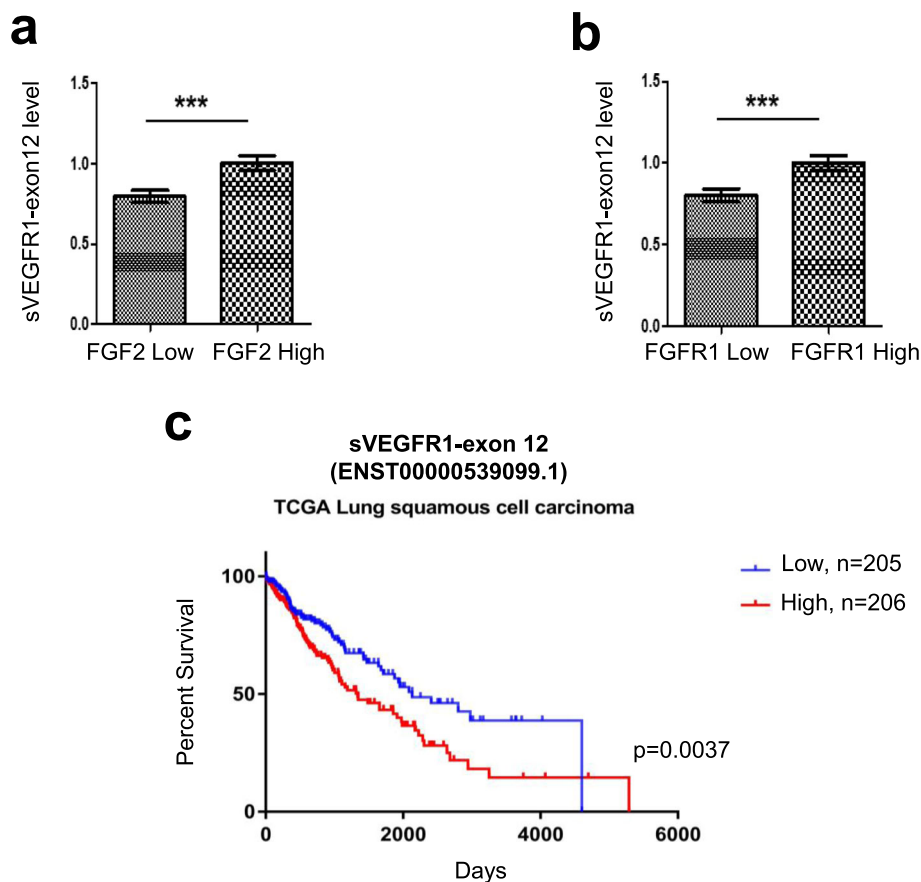 a
sVEGFR1-exon12 level
1.5
1.0
0.5
0.0
***
FGF2 Low
FGF2 High
b
sVEGFR1-exon12 level
1.5
1.0
0.5
0.0
***
FGFR1 Low
FGFR1 High
c
sVEGFR1-exon 12
(ENST00000539099.1)
TCGA Lung squamous cell carcinoma
Percent Survival
100
50
0
0 2000 4000 6000
Days
Low, n=205
High, n=206
p=0.0037